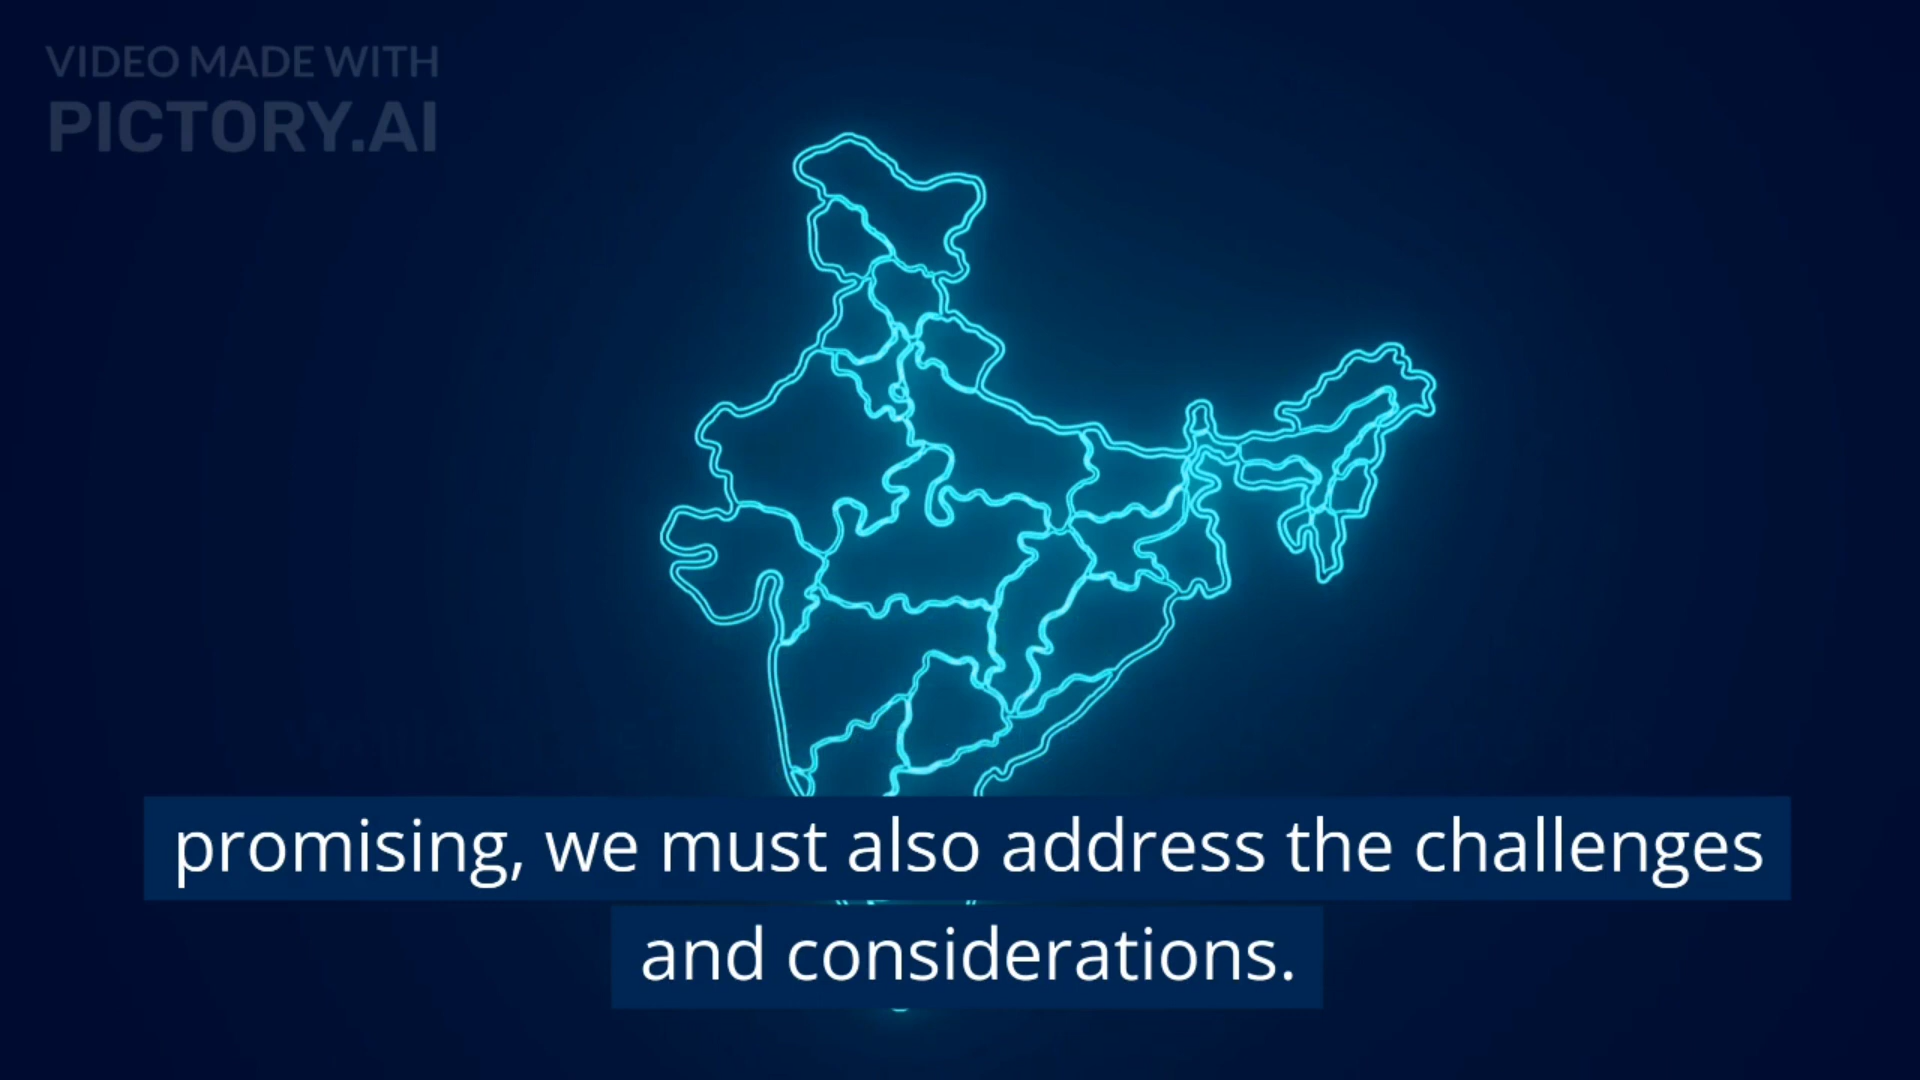 VIDEO MADE WITH
PICTORY.AI
promising, we must also address the challenges
and considerations.